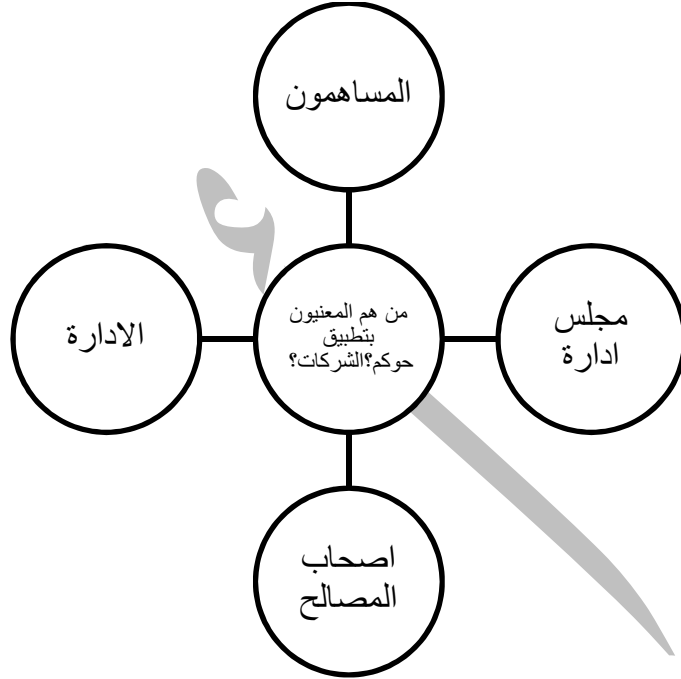 المساهمون
من هم المعنيون
بتطبيق
حوكم؟الشركات؟
الادارة
مجلس
ادارة
اصحاب
المصالح